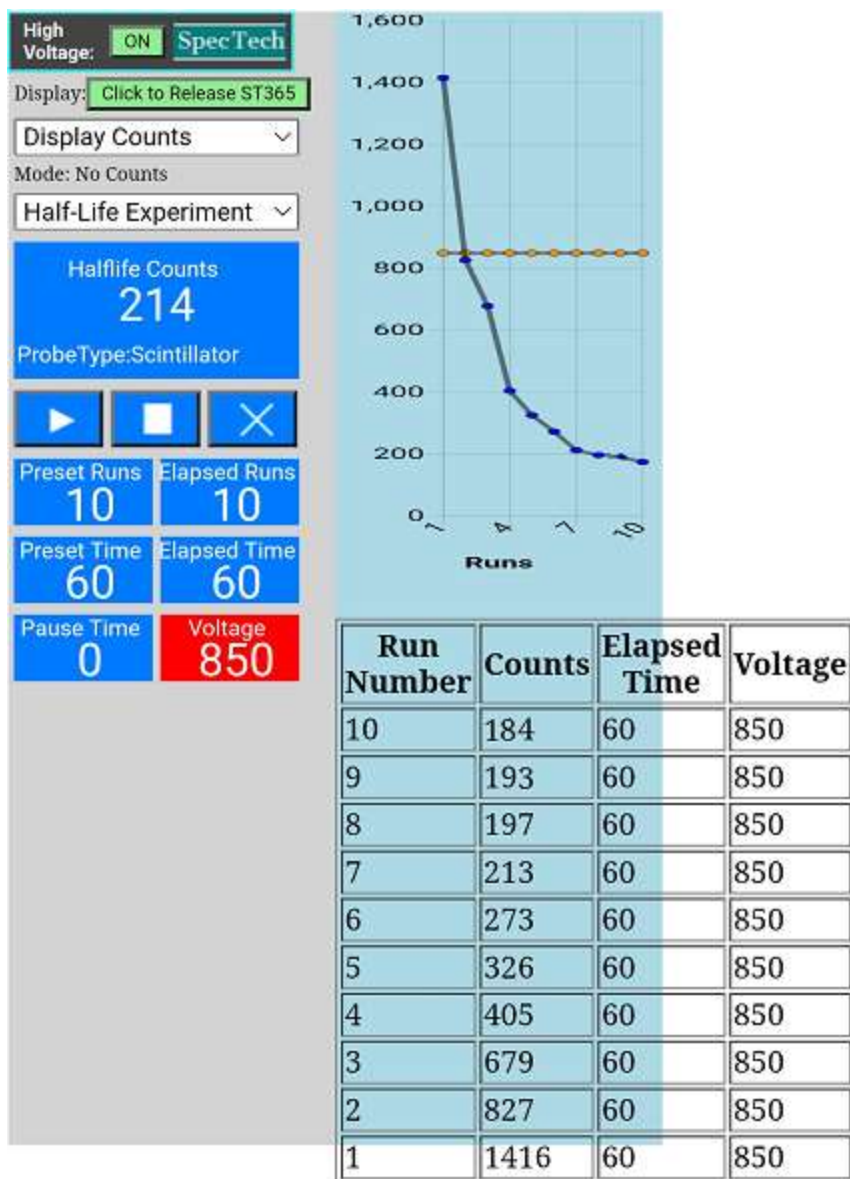 High
Voltage:
ON
SpecTech
Display:
Click to Release ST365
Display Counts
Mode: No Counts
Half-Life Experiment
Halflife Counts
214
ProbeType:Scintillator
Preset Runs
10
Elapsed Runs
10
Preset Time
60
Elapsed Time
60
Pause Time
0
Voltage
850
1,600
1,400
1,200
1,000
800
600
400
200
0
1 4 7 10
Runs
Run Number Counts Elapsed Time Voltage
10 184 60 850
9 193 60 850
8 197 60 850
7 213 60 850
6 273 60 850
5 326 60 850
4 405 60 850
3 679 60 850
2 827 60 850
1 1416 60 850